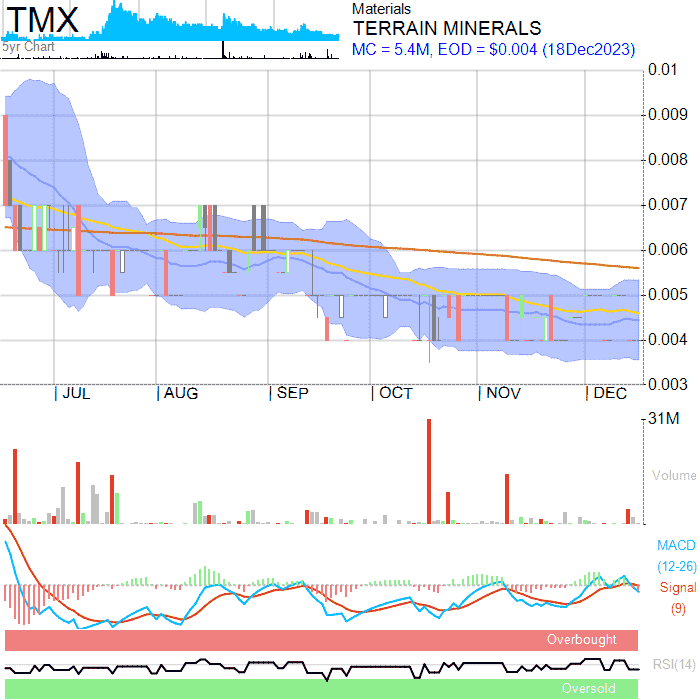 TMX
5yr Chart
Materials
TERRAIN MINERALS
MC = 5.4M, EOD = $0.004 (18Dec2023)
0.01
0.009
0.008
0.007
0.006
0.005
0.004
0.003
| JUL
| AUG
| SEP
| OCT
| NOV
| DEC
31M
Volume
MACD
(12-26)
Signal
(9)
Overbought
RSI(14)
Oversold